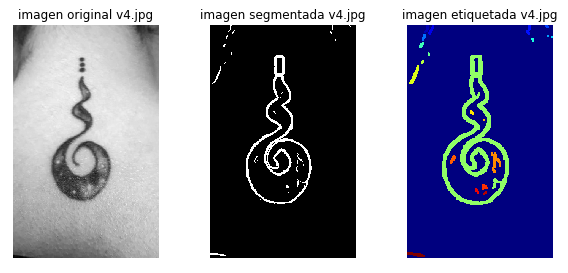 imagen original v4.jpg
imagen segmentada v4.jpg
imagen etiquetada v4.jpg